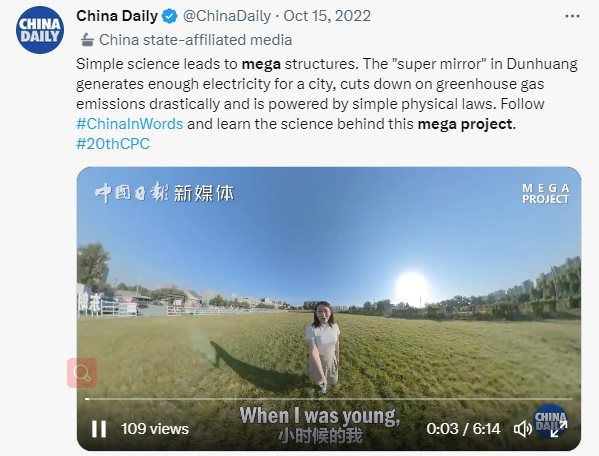 CHINA
DAILY
China Daily @ChinaDaily · Oct 15, 2022
China state-affiliated media
Simple science leads to mega structures. The "super mirror" in Dunhuang
generates enough electricity for a city, cuts down on greenhouse gas
emissions drastically and is powered by simple physical laws. Follow
#ChinaInWords and learn the science behind this mega project.
#20thCPC
中国日报新媒体
MEGA
PROJECT
When I was young,
小时候的我
109 views
0:03 / 6:14
CHINA
DAILY